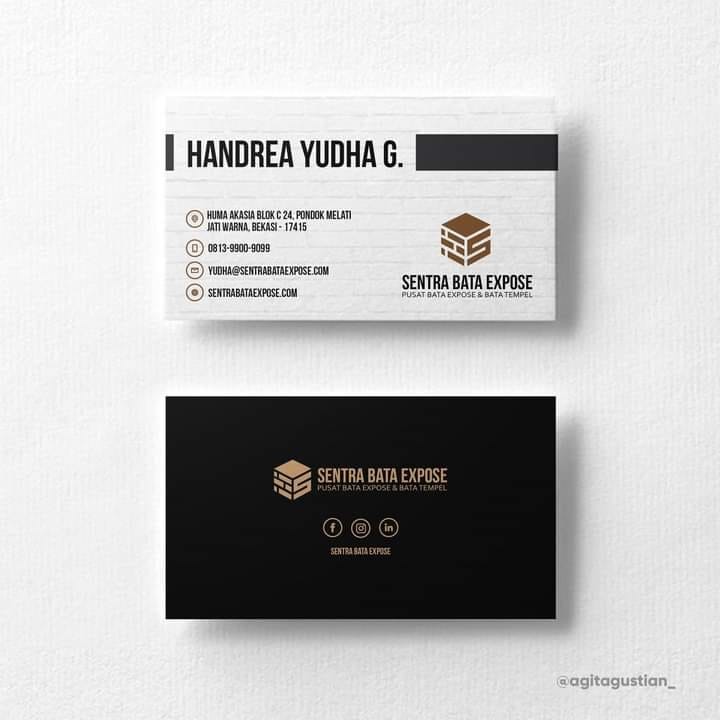 HANDREA YUDHA G.
HUMA AKASIA BLOK C 24, PONDOK MELATI
JATI WARNA, BEKASI - 17415
0813-9900-9099
YUDHA@SENTRABATAEXPOSE.COM
SENTRABATAEXPOSE.COM
SENTRA BATA EXPOSE
PUSAT BATA EXPOSE & BATA TEMPEL
SENTRA BATA EXPOSE
PUSAT BATA EXPOSE & BATA TEMPEL
f in
SENTRA BATA EXPOSE
@agitagustian_